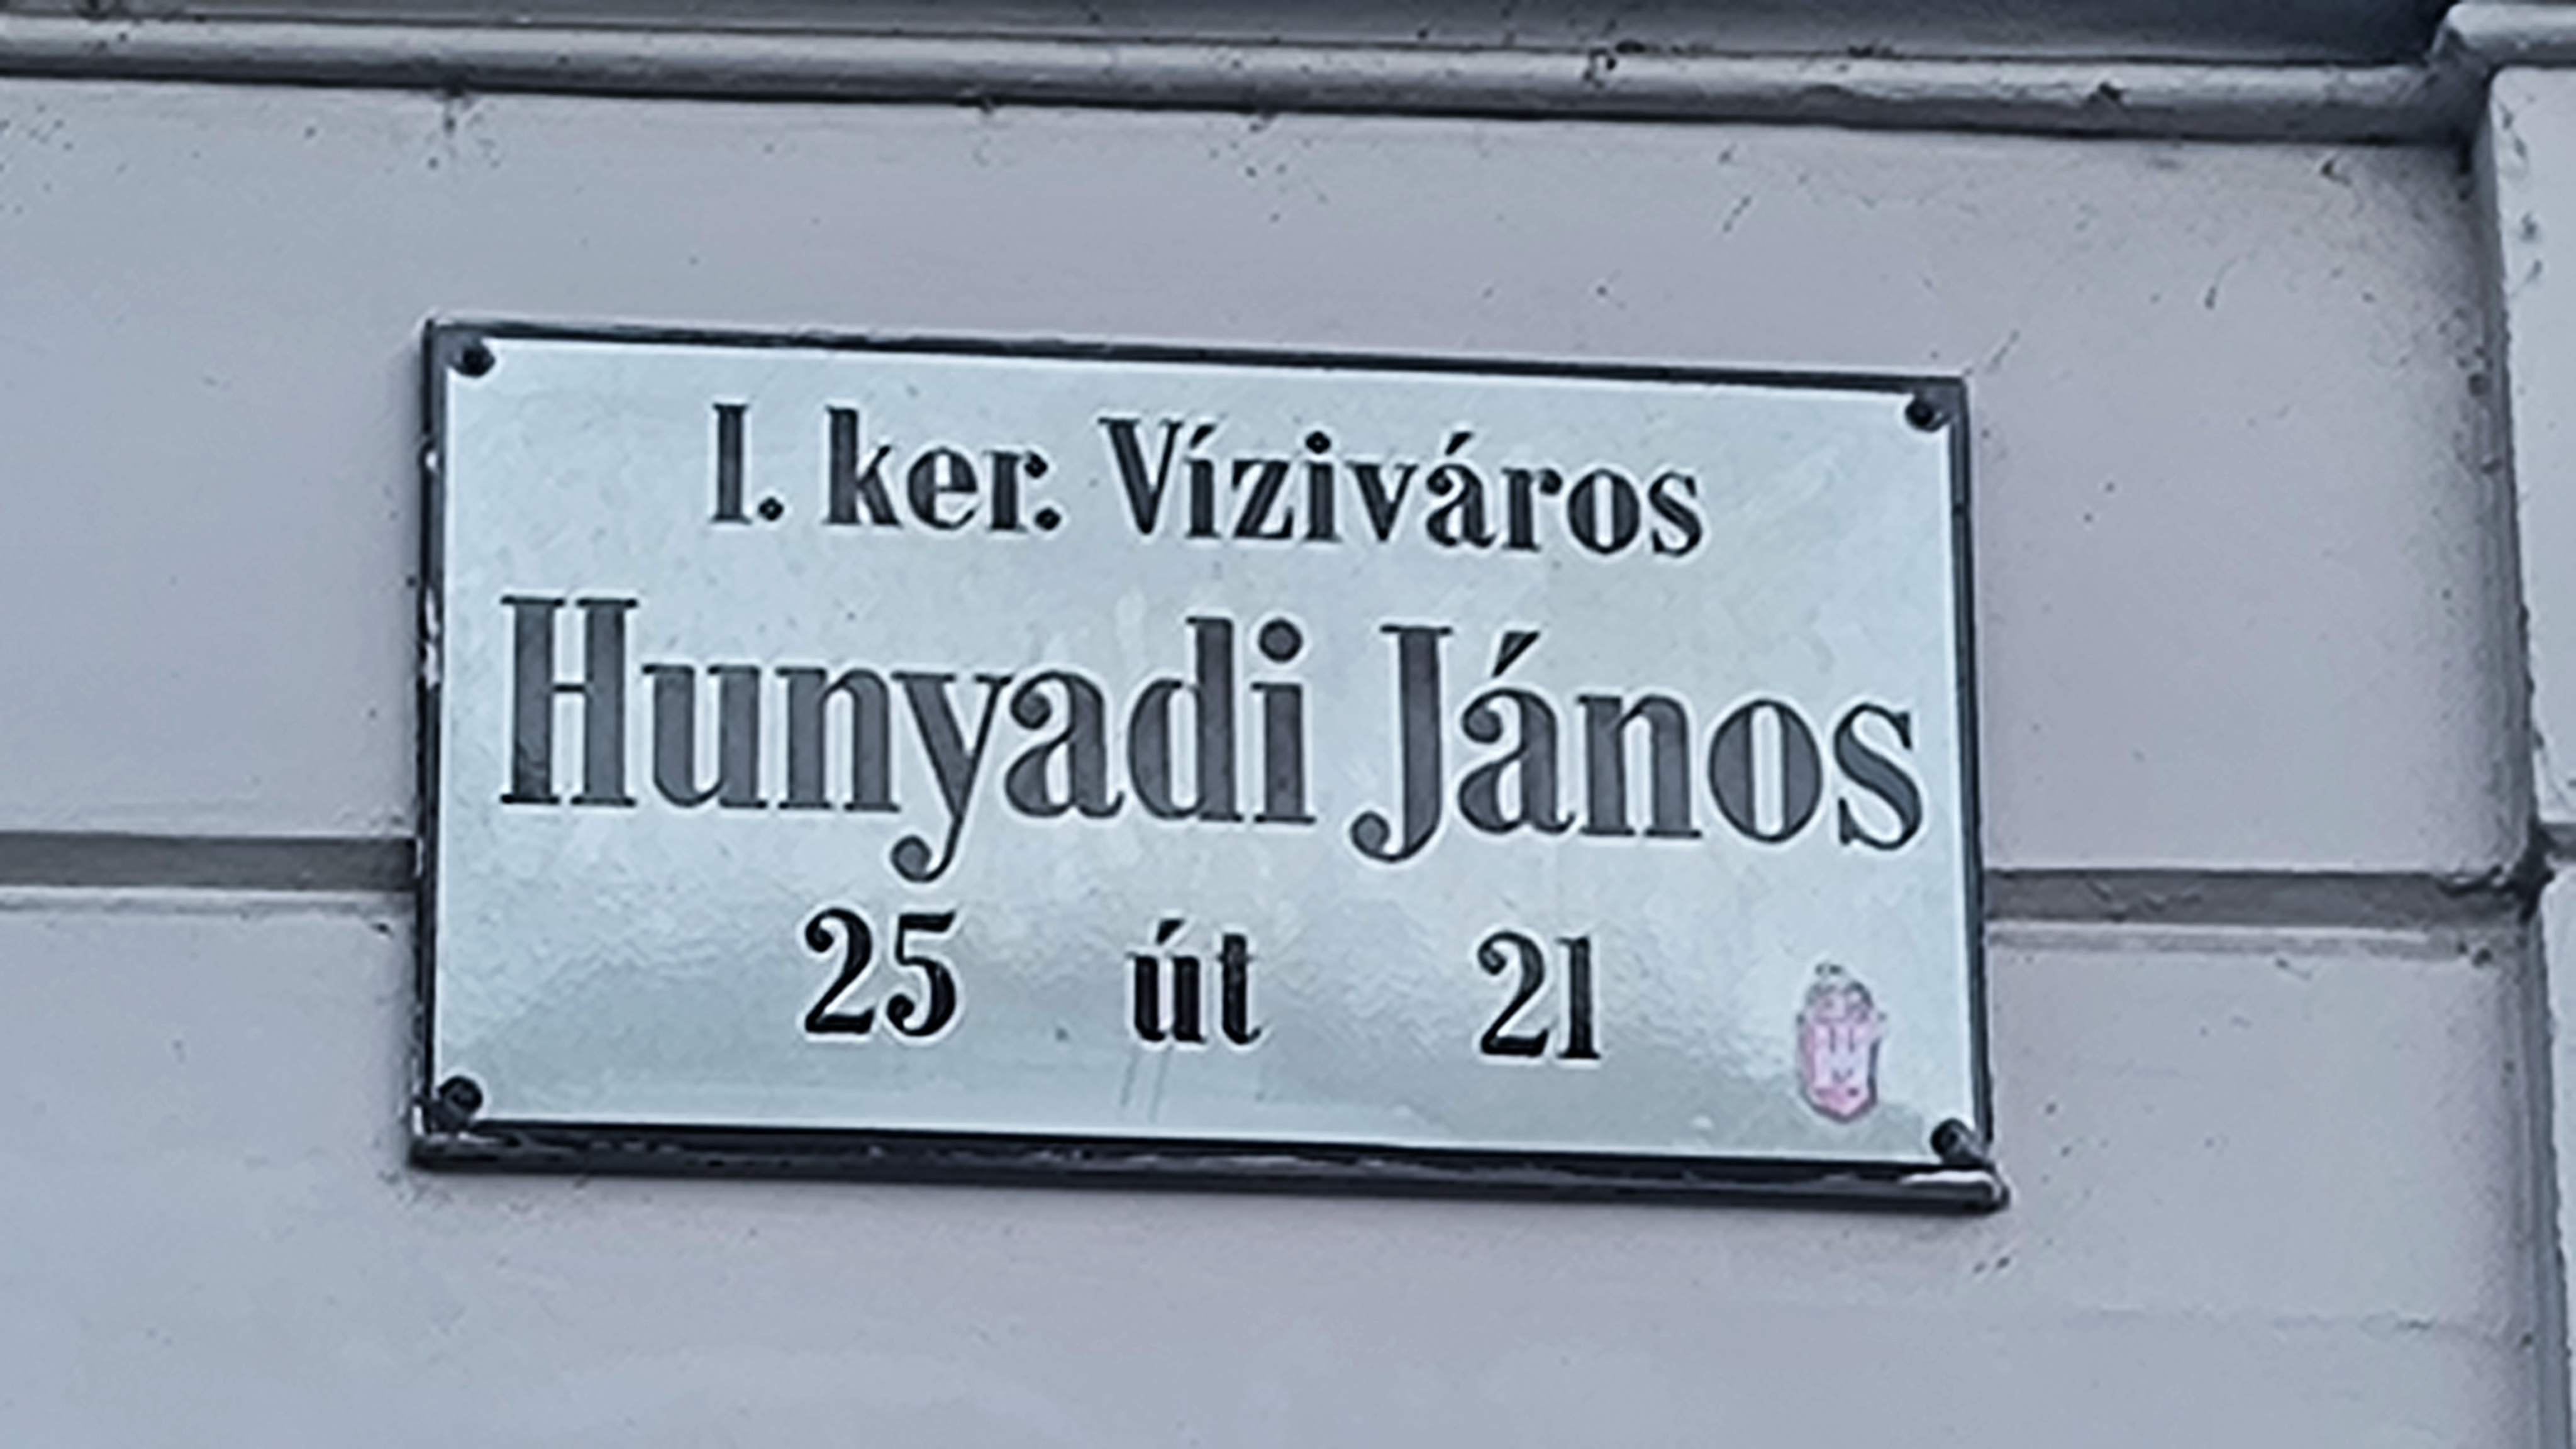 I. ker. Víziváros
Hunyadi János
25 út 21